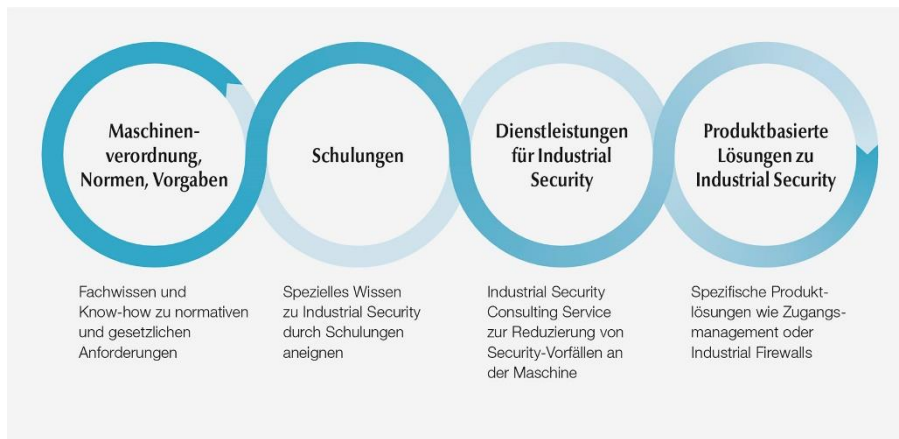 Maschinen-
verordnung,
Normen, Vorgaben
Fachwissen und
Know-how zu normativen
und gesetzlichen
Anforderungen
Schulungen
Spezielles Wissen
zu Industrial Security
durch Schulungen
aneignen
Dienstleistungen
für Industrial
Security
Industrial Security
Consulting Service
zur Reduzierung von
Security-Vorfällen an
der Maschine
Produktbasierte
Lösungen zu
Industrial Security
Spezifische Produkt-
lösungen wie Zugangs-
management oder
Industrial Firewalls